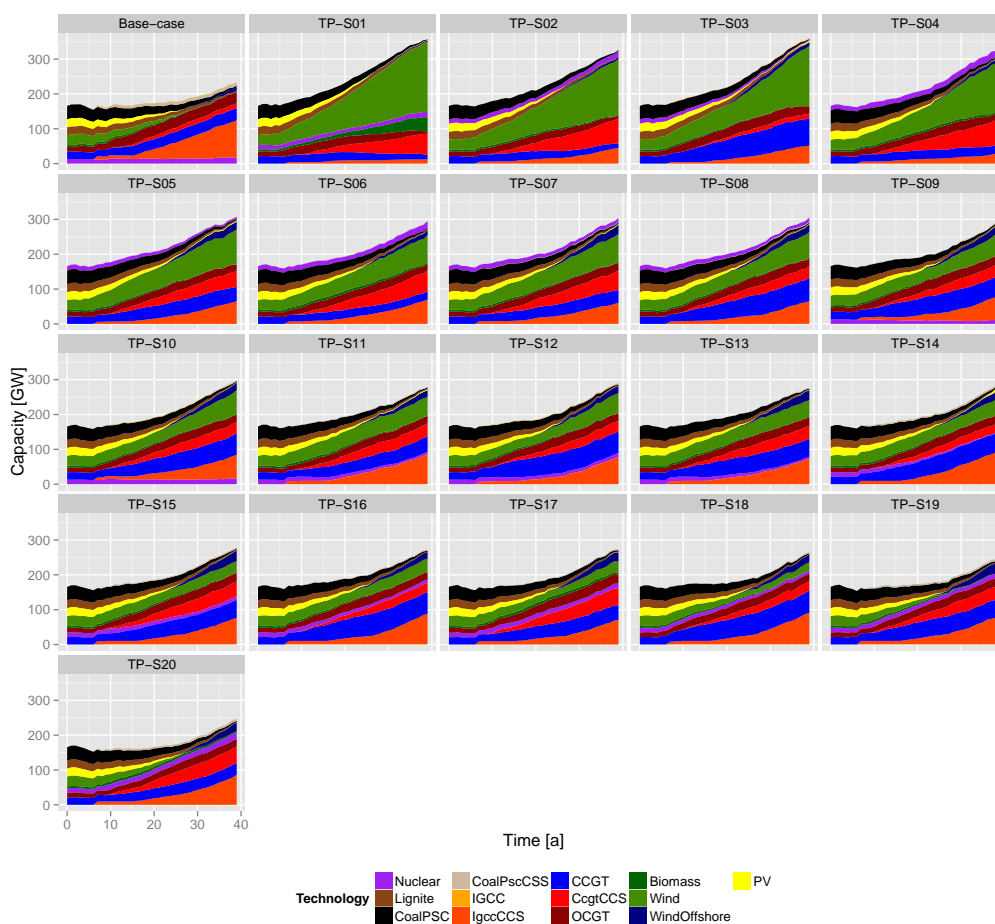 Base−case TP−S01 TP−S02 TP−S03 TP−S04
300
200
100
0
TP−S05 TP−S06 TP−S07 TP−S08 TP−S09
300
200
100
0
TP−S10 TP−S11 TP−S12 TP−S13 TP−S14
300
200
100
0
Capacity [GW]
TP−S15 TP−S16 TP−S17 TP−S18 TP−S19
300
200
100
0
TP−S20
300
200
100
0
0 10 20 30 40
Time [a]
Technology
Nuclear CoalPscCSS CCGT Biomass PV
Lignite IGCC CcgtCCS Wind
CoalPSC IgccCCS OCGT WindOffshore